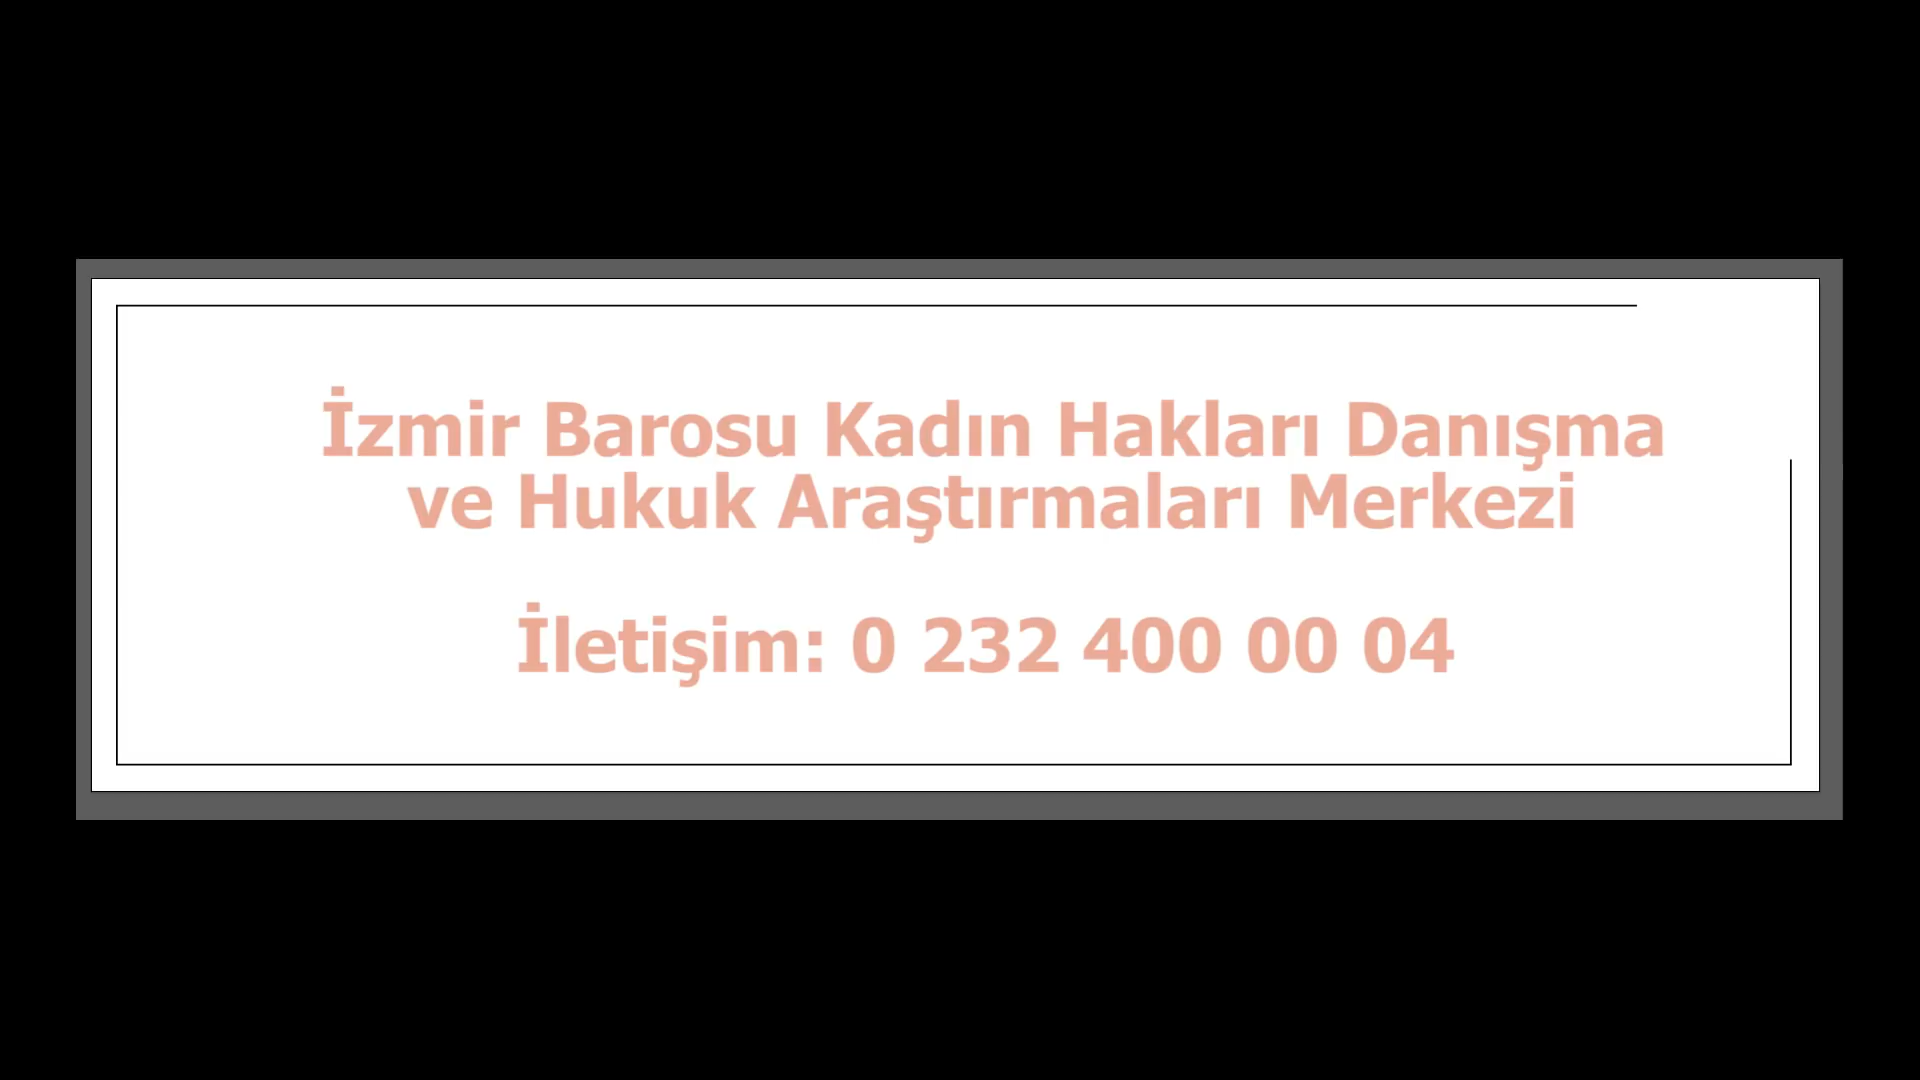 İzmir Barosu Kadın Hakları Danışma
ve Hukuk Araştırmaları Merkezi
İletişim: 0 232 400 00 04